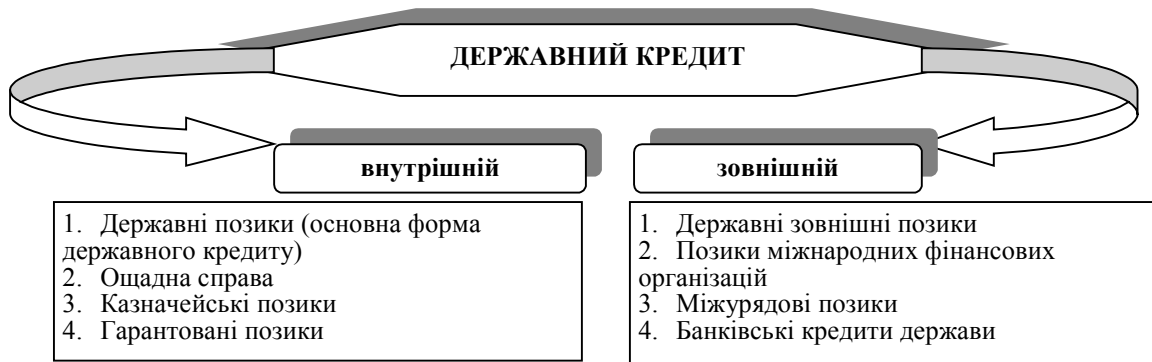 ДЕРЖАВНИЙ КРЕДИТ
внутрішній
1. Державні позики (основна форма
державного кредиту)
2. Ощадна справа
3. Казначейські позики
4. Гарантовані позики
зовнішній
1. Державні зовнішні позики
2. Позики міжнародних фінансових
організацій
3. Міжурядові позики
4. Банківські кредити держави